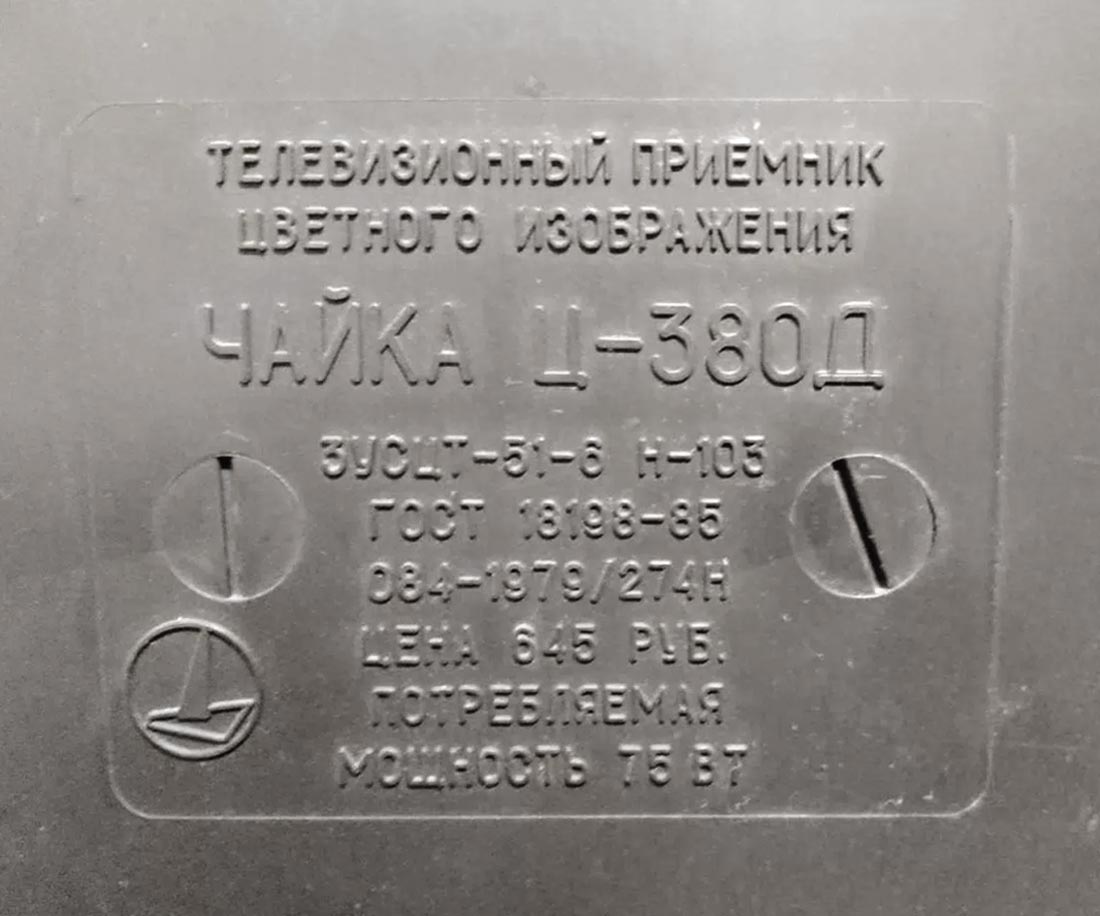 ТЕЛЕВИЗИОННЫЙ ПРИЕМНИК
ЦВЕТНОГО ИЗОБРАЖЕНИЯ
ЧАЙКА Ц-380Д
3УСЦТ-51-6 Н-103
ГОСТ 18198-85
084-1979/274Н
ЦЕНА 645 РУБ.
ПОТРЕБЛЯЕМАЯ
МОЩНОСТЬ 75 ВТ